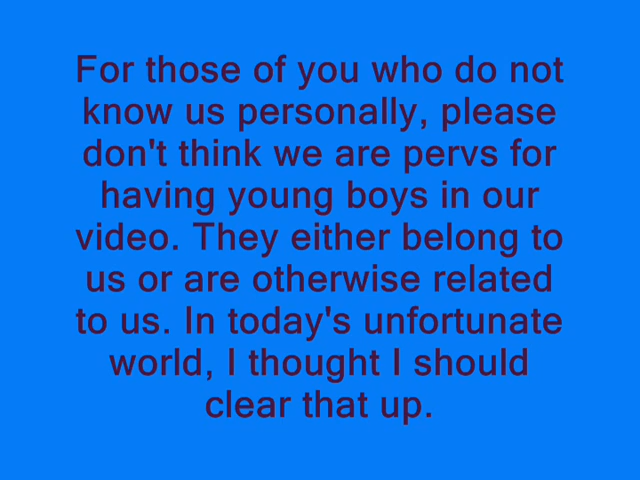 For those of you who do not
know us personally, please
don't think we are pervs for
having young boys in our
video. They either belong to
us or are otherwise related
to us. In today's unfortunate
world, I thought I should
clear that up.